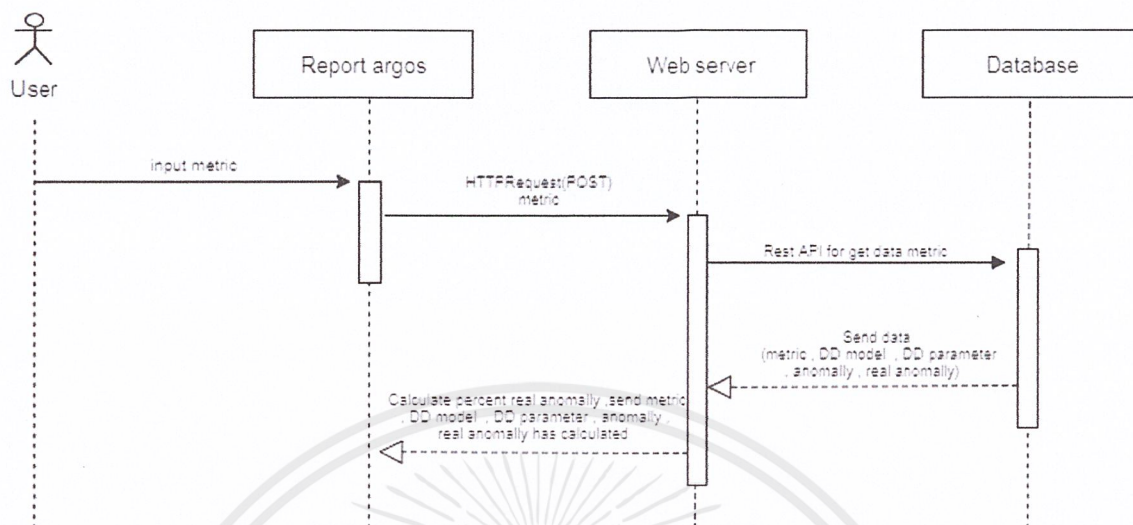 User
Report argos
Web server
Database
input metric
HTTPRequest(POST)
metric
Rest API for get data metric
Send data
(metric , DD model , DD parameter
, anomally , real anomally)
Calculate percent real anomally ,send metric
, DD model , DD parameter , anomally ,
real anomally has calculated